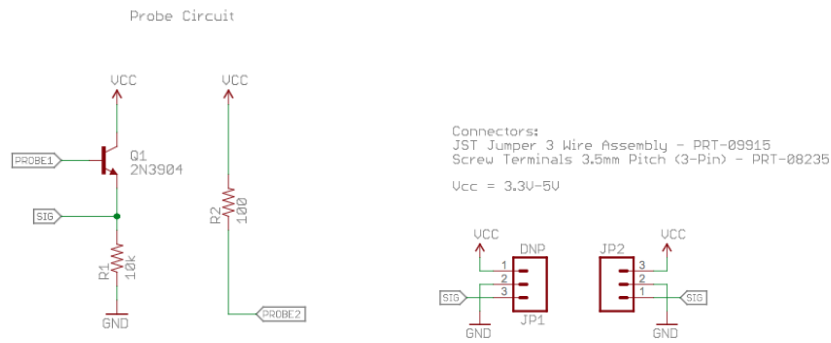 Probe Circuit
VCC
VCC
PROBE1
Q1
2N3904
SIG
R1
10k
GND
R2
100
PROBE2
Connectors:
JST Jumper 3 Wire Assembly - PRT-09915
Screw Terminals 3.5mm Pitch (3-Pin) - PRT-08235
Vcc = 3.3V-5V
VCC
DNP
1
2
3
SIG
GND
JP1
JP2
VCC
3
2
1
SIG
GND